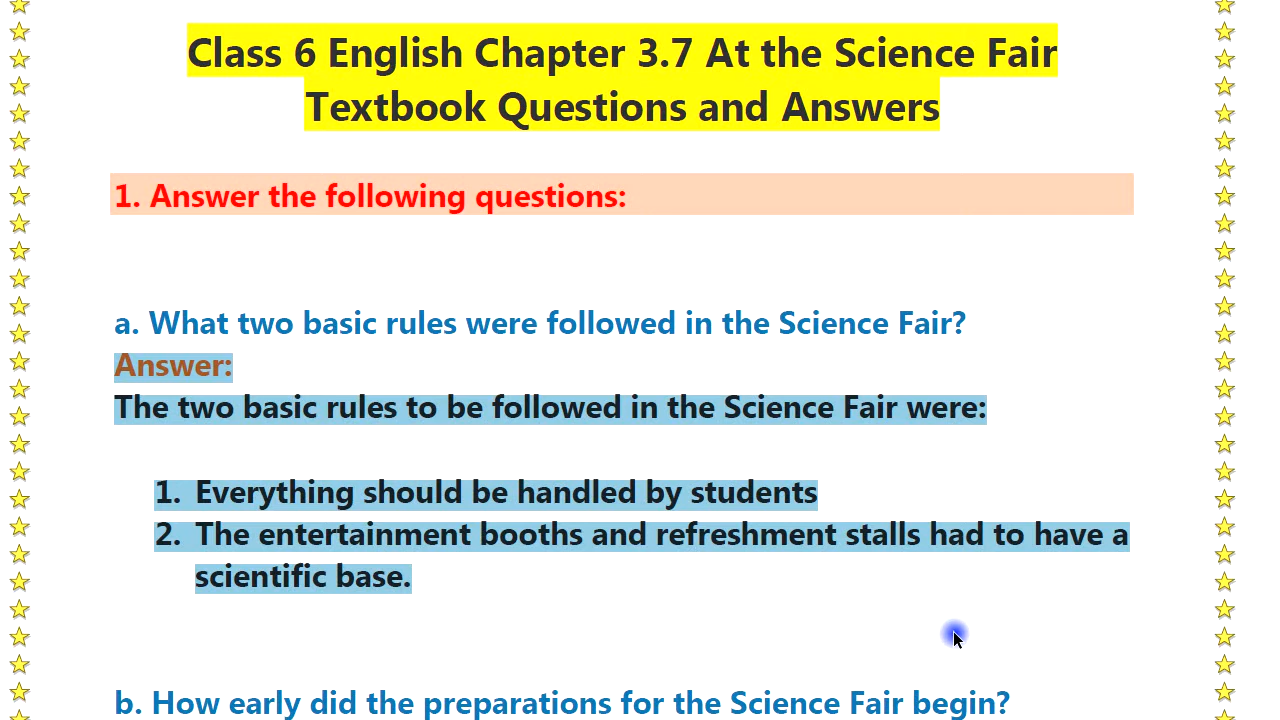 Class 6 English Chapter 3.7 At the Science Fair
Textbook Questions and Answers
1. Answer the following questions:
a. What two basic rules were followed in the Science Fair?
Answer:
The two basic rules to be followed in the Science Fair were:
1. Everything should be handled by students
2. The entertainment booths and refreshment stalls had to have a
scientific base.
b. How early did the preparations for the Science Fair begin?